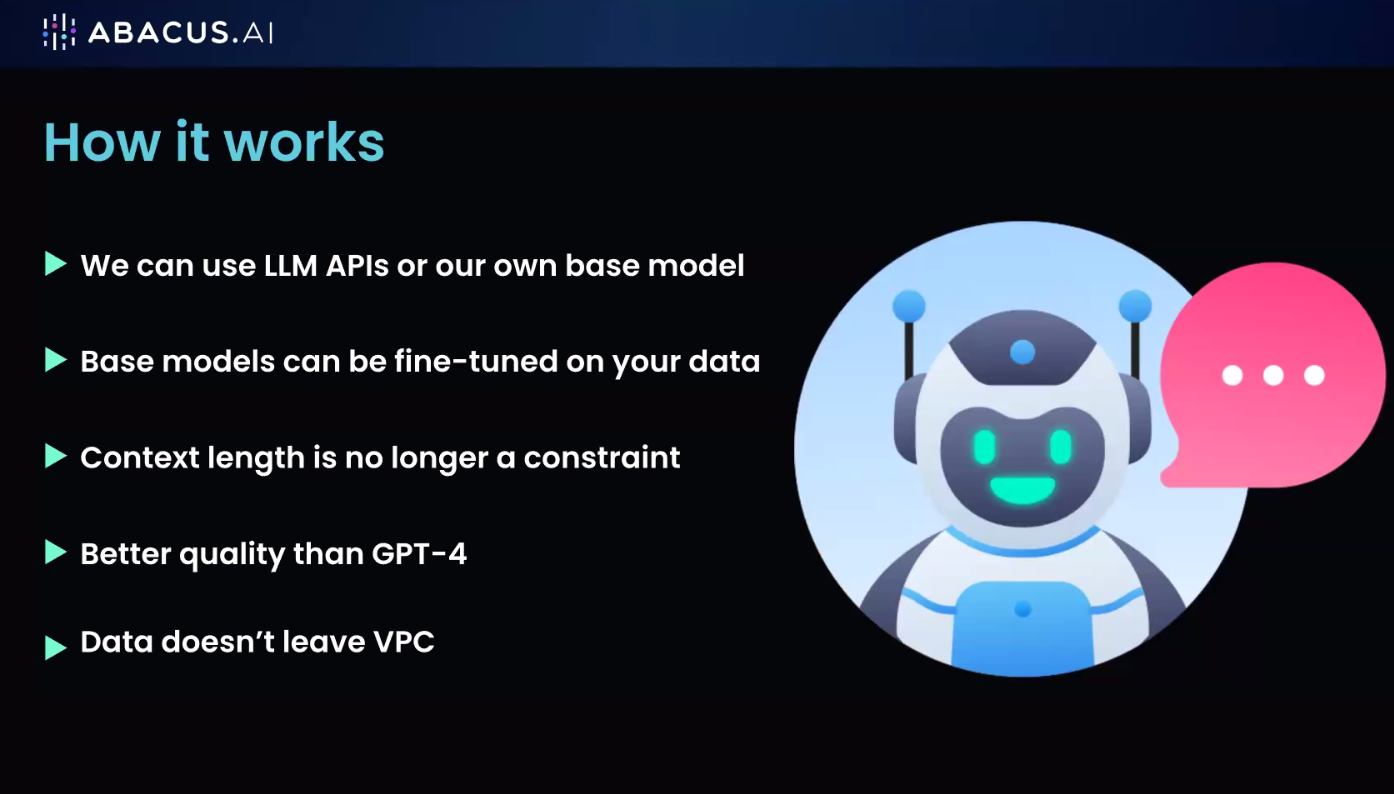 ABACUS.AI
How it works
We can use LLM APIs or our own base model
Base models can be fine-tuned on your data
Context length is no longer a constraint
Better quality than GPT-4
Data doesn’t leave VPC